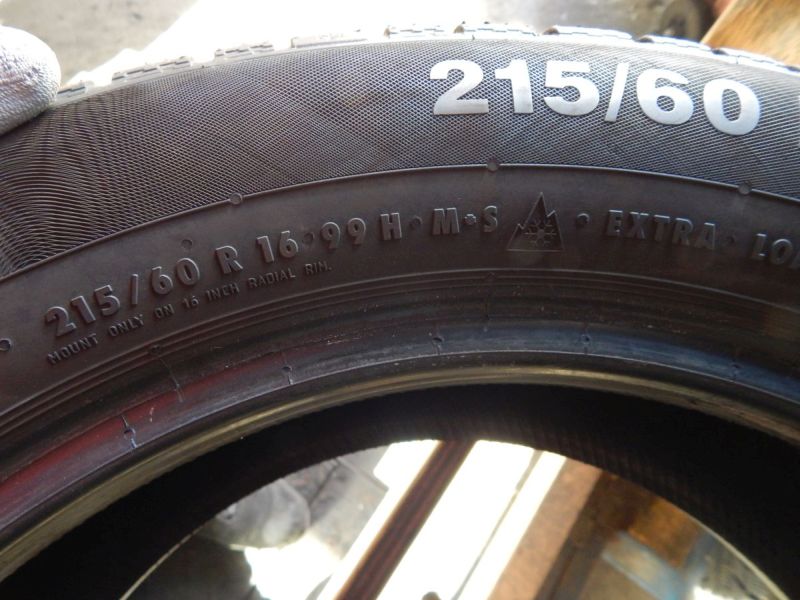 215/60
215/60 R 16 • 99 H • M+S • EXTRA •
MOUNT ONLY ON 16 INCH RADIAL RIM.